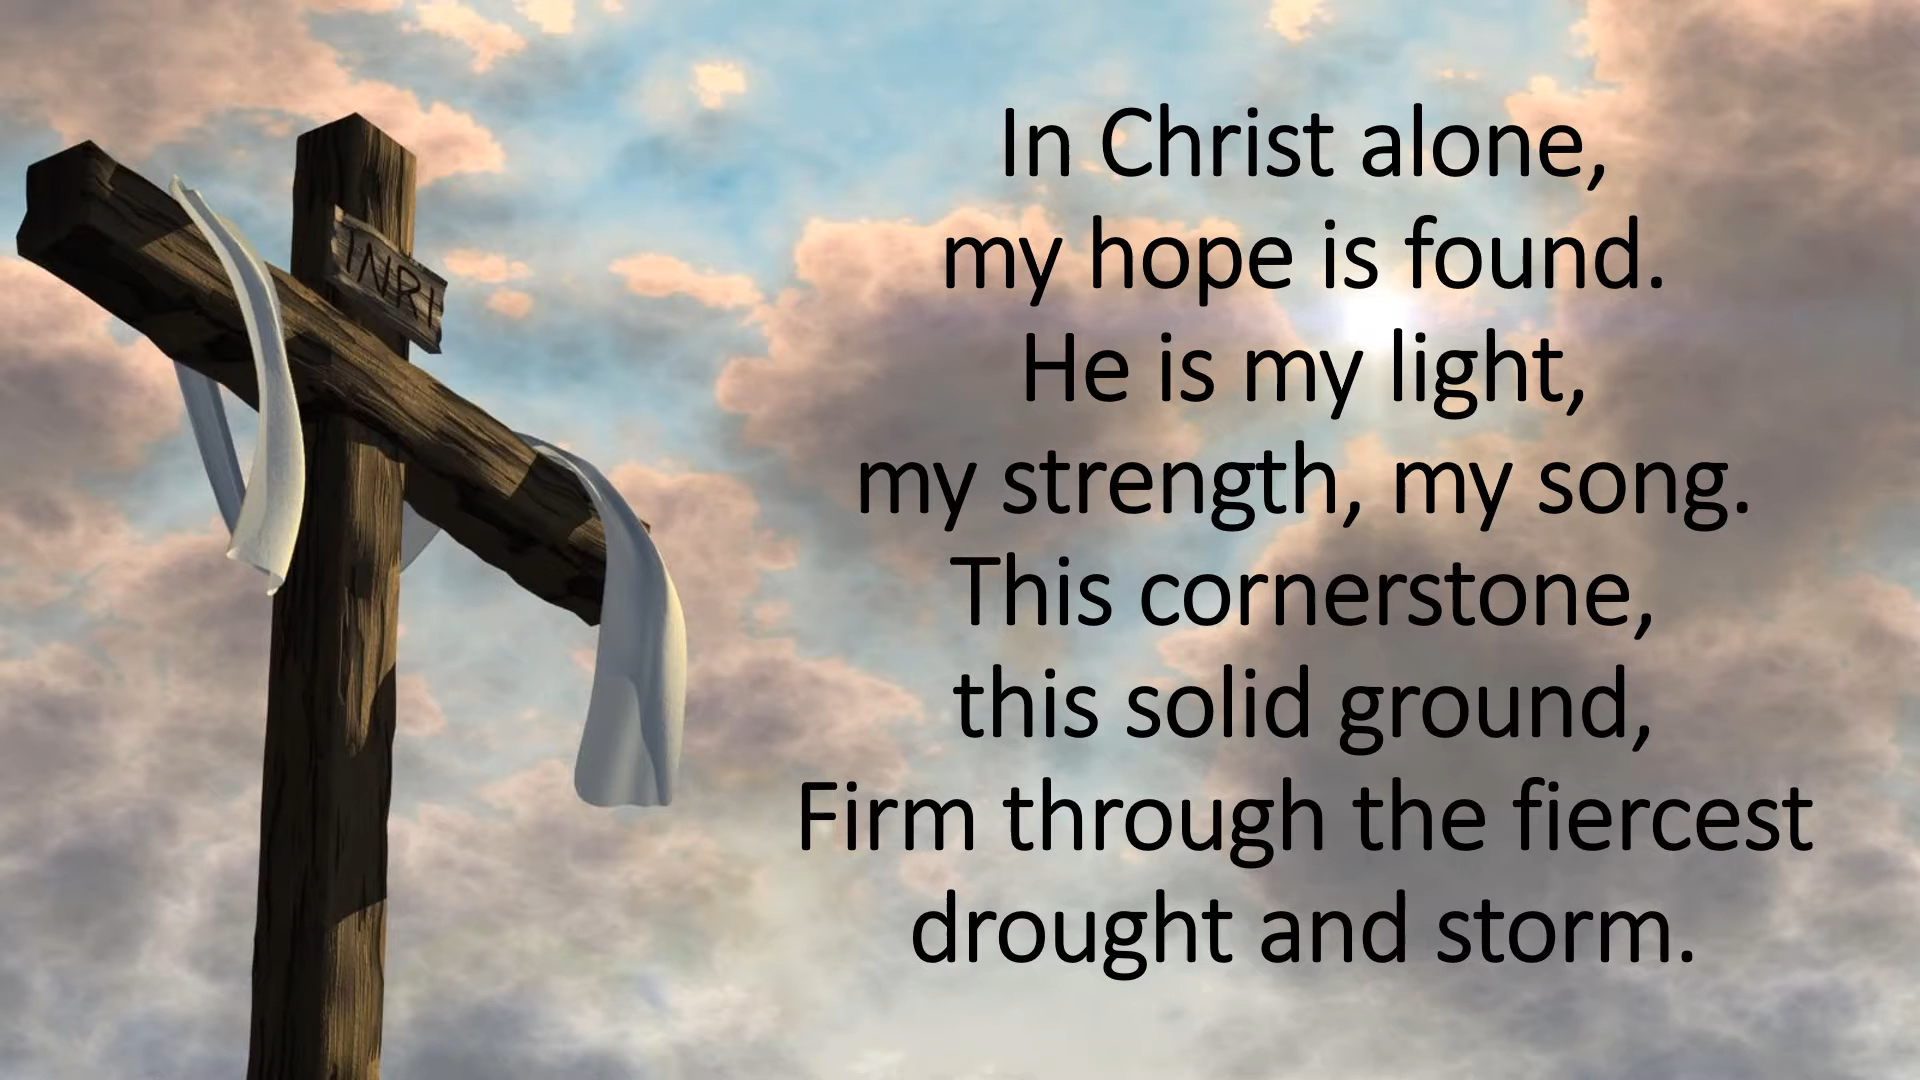 INRI
In Christ alone,
my hope is found.
He is my light,
my strength, my song.
This cornerstone,
this solid ground,
Firm through the fiercest
drought and storm.